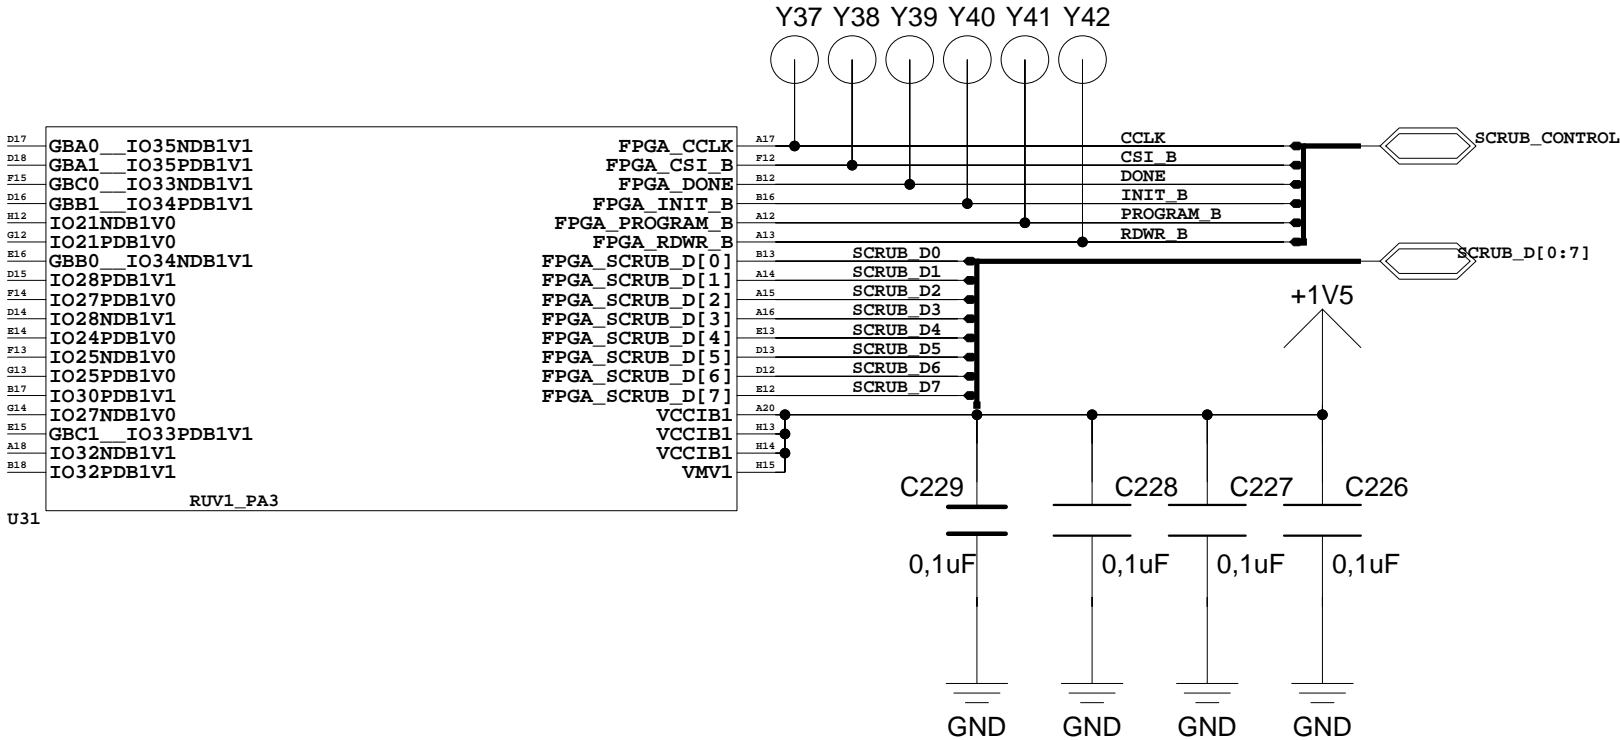 Y37 Y38 Y39 Y40 Y41 Y42
D17 GBA0__IO35NDB1V1 FPGA_CCLK A17 CCLK SCRUB_CONTROL
D18 GBA1__IO35PDB1V1 FPGA_CSI_B F12 CSI_B
F15 GBC0__IO33NDB1V1 FPGA_DONE B12 DONE
D16 GBB1__IO34PDB1V1 FPGA_INIT_B B16 INIT_B
H12 IO21NDB1V0 FPGA_PROGRAM_B A12 PROGRAM_B
G12 IO21PDB1V0 FPGA_RDWR_B A13 RDWR_B
E16 GBB0__IO34NDB1V1 FPGA_SCRUB_D[0] B13 SCRUB_D0 SCRUB_D[0:7]
D15 IO28PDB1V1 FPGA_SCRUB_D[1] A14 SCRUB_D1
F14 IO27PDB1V0 FPGA_SCRUB_D[2] A15 SCRUB_D2 +1V5
D14 IO28NDB1V1 FPGA_SCRUB_D[3] A16 SCRUB_D3
E14 IO24PDB1V0 FPGA_SCRUB_D[4] E13 SCRUB_D4
F13 IO25NDB1V0 FPGA_SCRUB_D[5] D13 SCRUB_D5
G13 IO25PDB1V0 FPGA_SCRUB_D[6] D12 SCRUB_D6
B17 IO30PDB1V1 FPGA_SCRUB_D[7] E12 SCRUB_D7
G14 IO27NDB1V0 VCCIB1 A20
E15 GBC1__IO33PDB1V1 VCCIB1 H13
A18 IO32NDB1V1 VCCIB1 H14
B18 IO32PDB1V1 VMV1 H15
RUV1_PA3
U31
C229 C228 C227 C226
0,1uF 0,1uF 0,1uF 0,1uF
GND GND GND GND